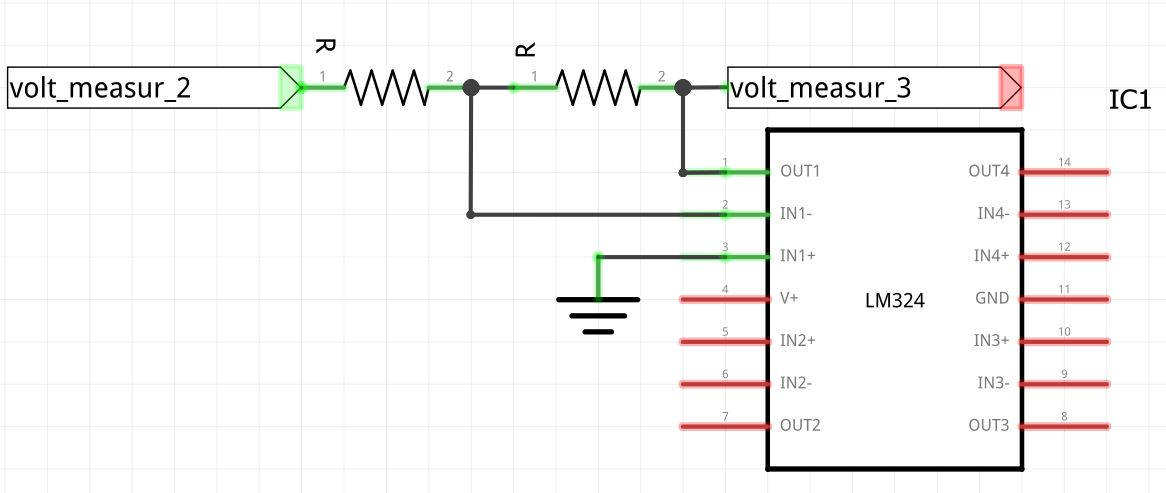 R
R
volt_measur_2
1
2
1
2
volt_measur_3
IC1
1
OUT1
OUT4
14
2
IN1-
IN4-
13
3
IN1+
IN4+
12
4
V+
LM324
GND
11
5
IN2+
IN3+
10
6
IN2-
IN3-
9
7
OUT2
OUT3
8